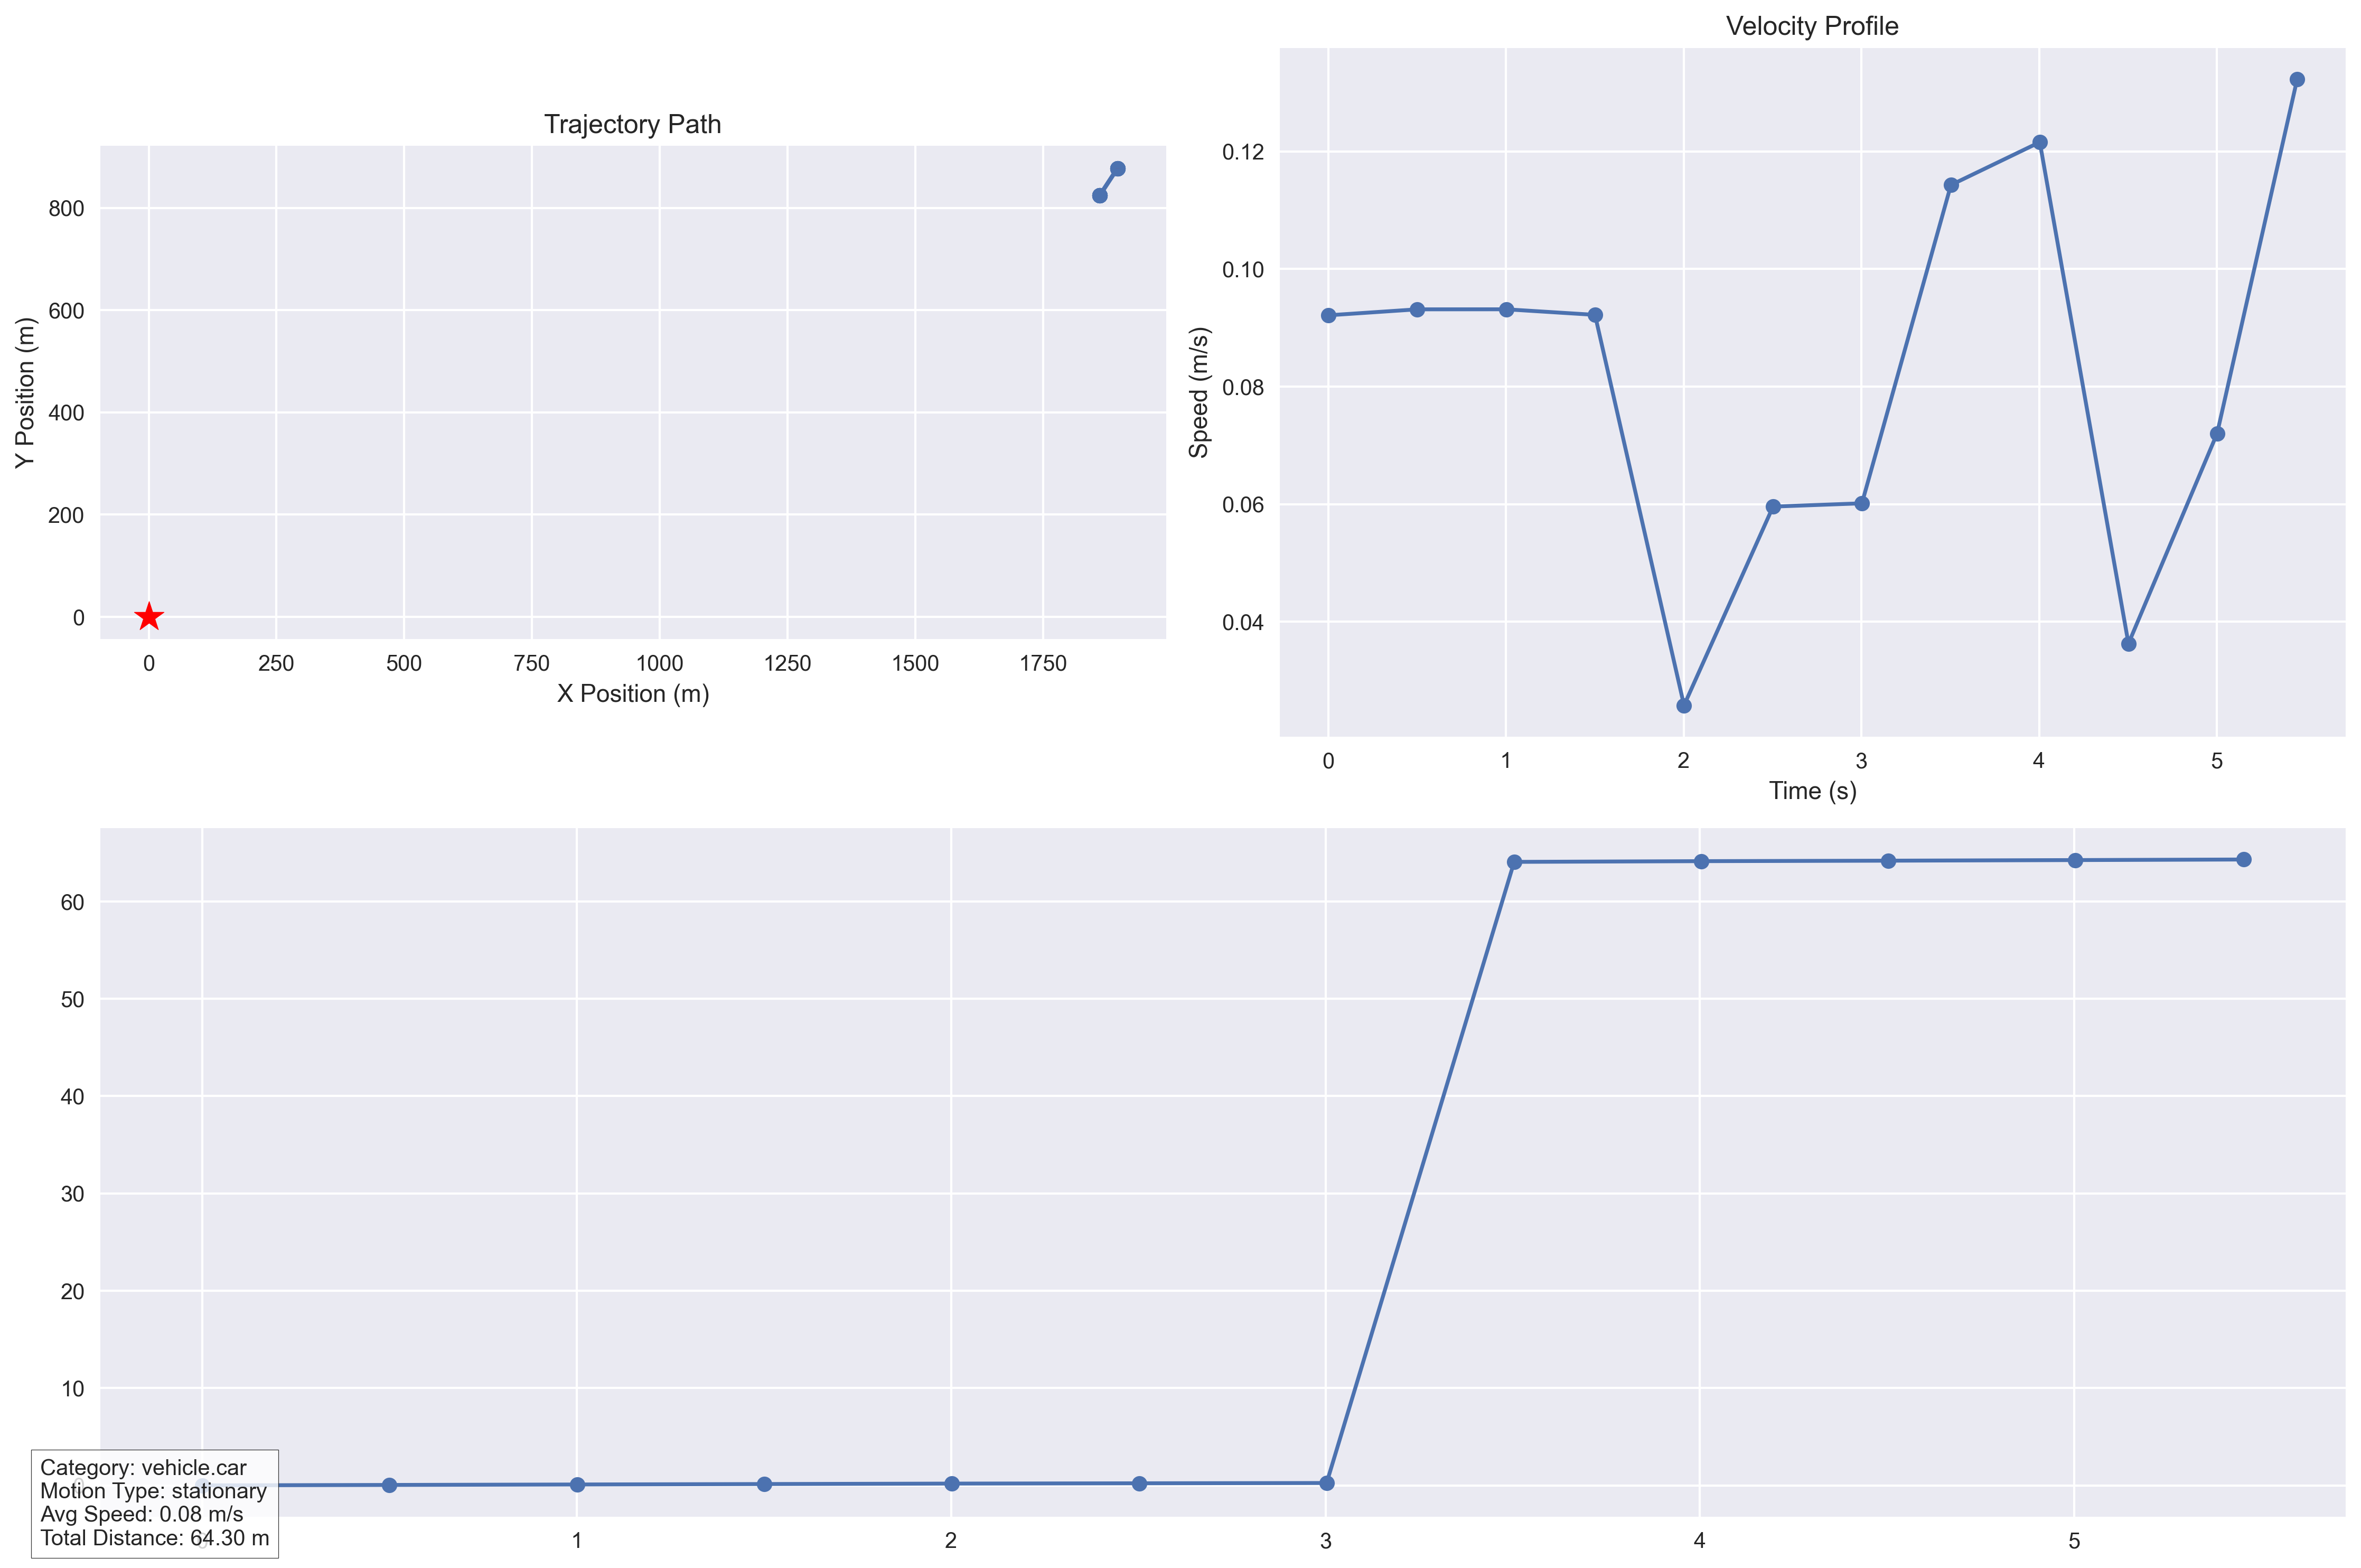 Trajectory Path
Y Position (m)
800
600
400
200
0
0 250 500 750 1000 1250 1500 1750
X Position (m)
Velocity Profile
Speed (m/s)
0.12
0.10
0.08
0.06
0.04
0 1 2 3 4 5
Time (s)
60
50
40
30
20
10
0
0 1 2 3 4 5
Category: vehicle.car
Motion Type: stationary
Avg Speed: 0.08 m/s
Total Distance: 64.30 m